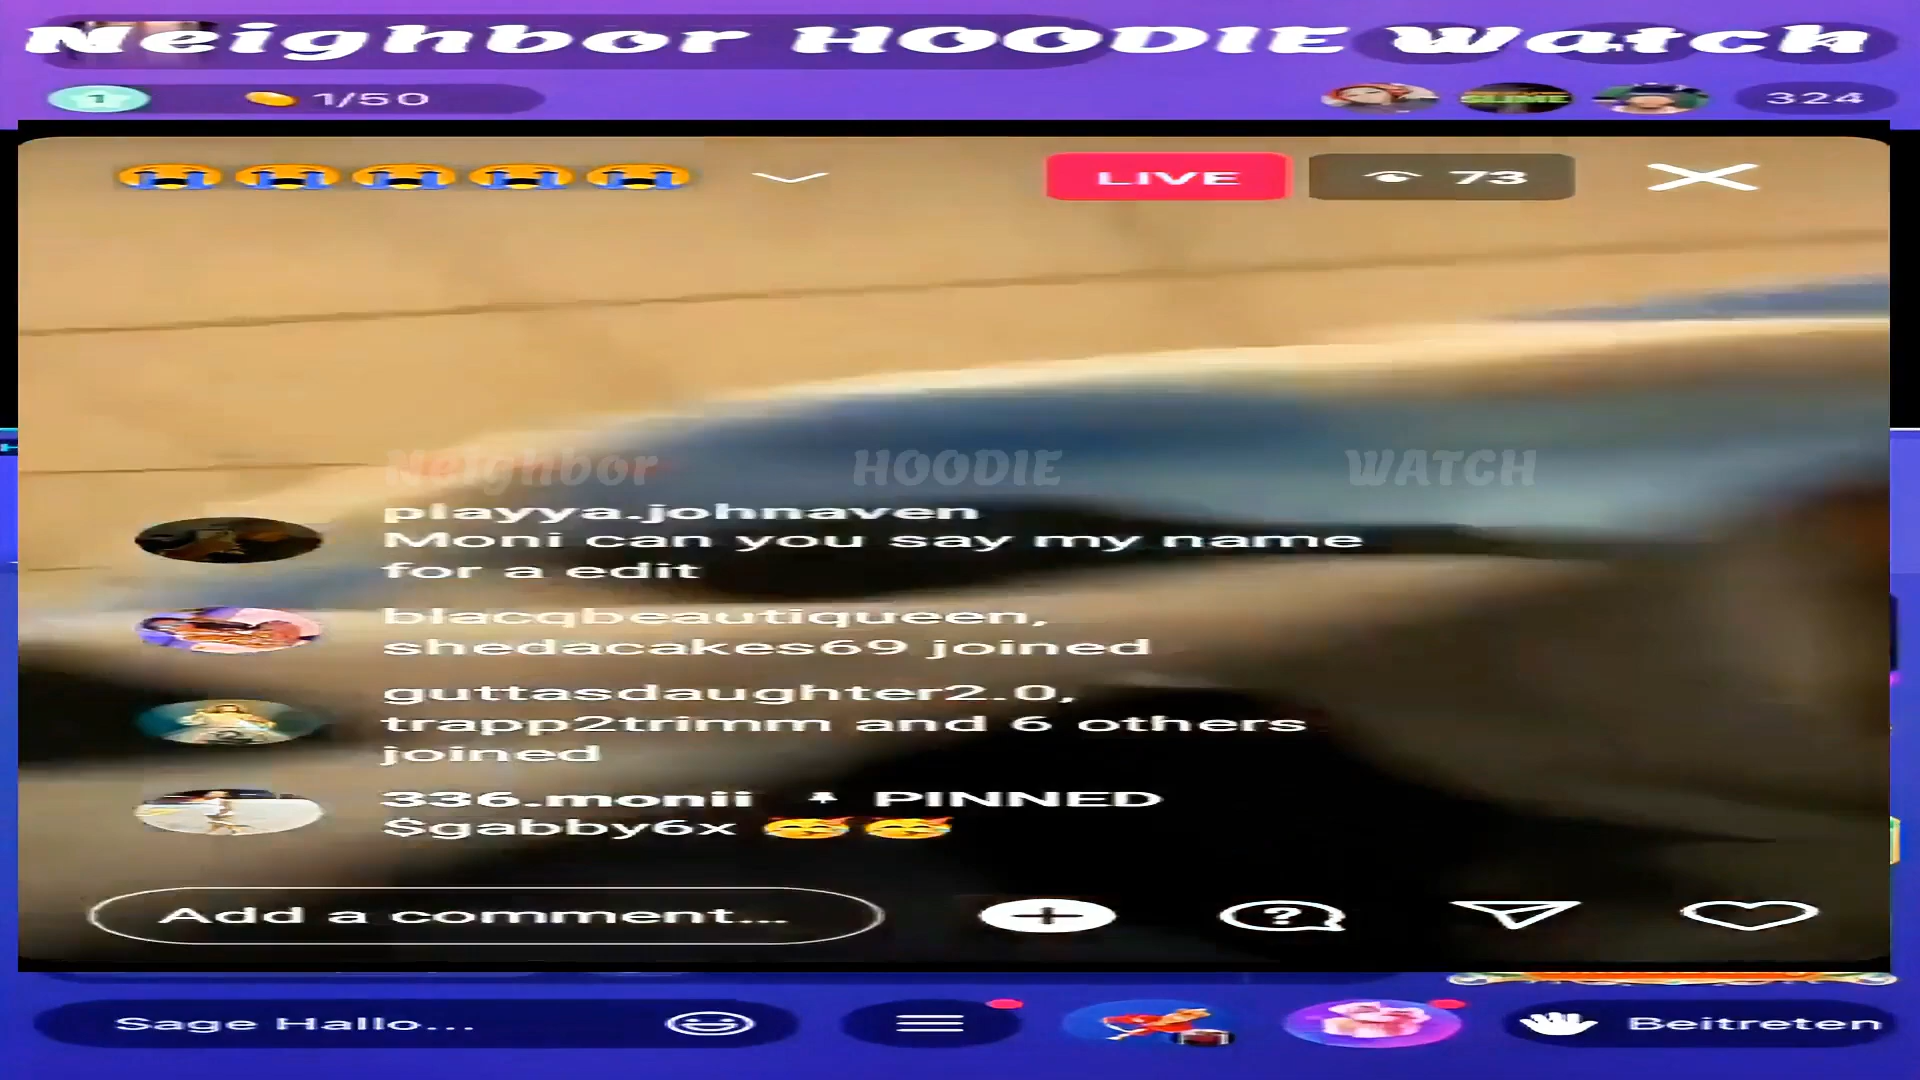 Neighbor HOODIE Watch
1
1/50
SLIME
324
😭😭😭😭😭
LIVE
73
Neighbor HOODIE WATCH
playya.johnaven
Moni can you say my name
for a edit
blacqbeautiqueen,
shedacakes69 joined
guttasdaughter2.0,
trapp2trimm and 6 others
joined
336.monii PINNED
$gabby6x 🥳🥳
Add a comment...
Sage Hallo...
Beitreten